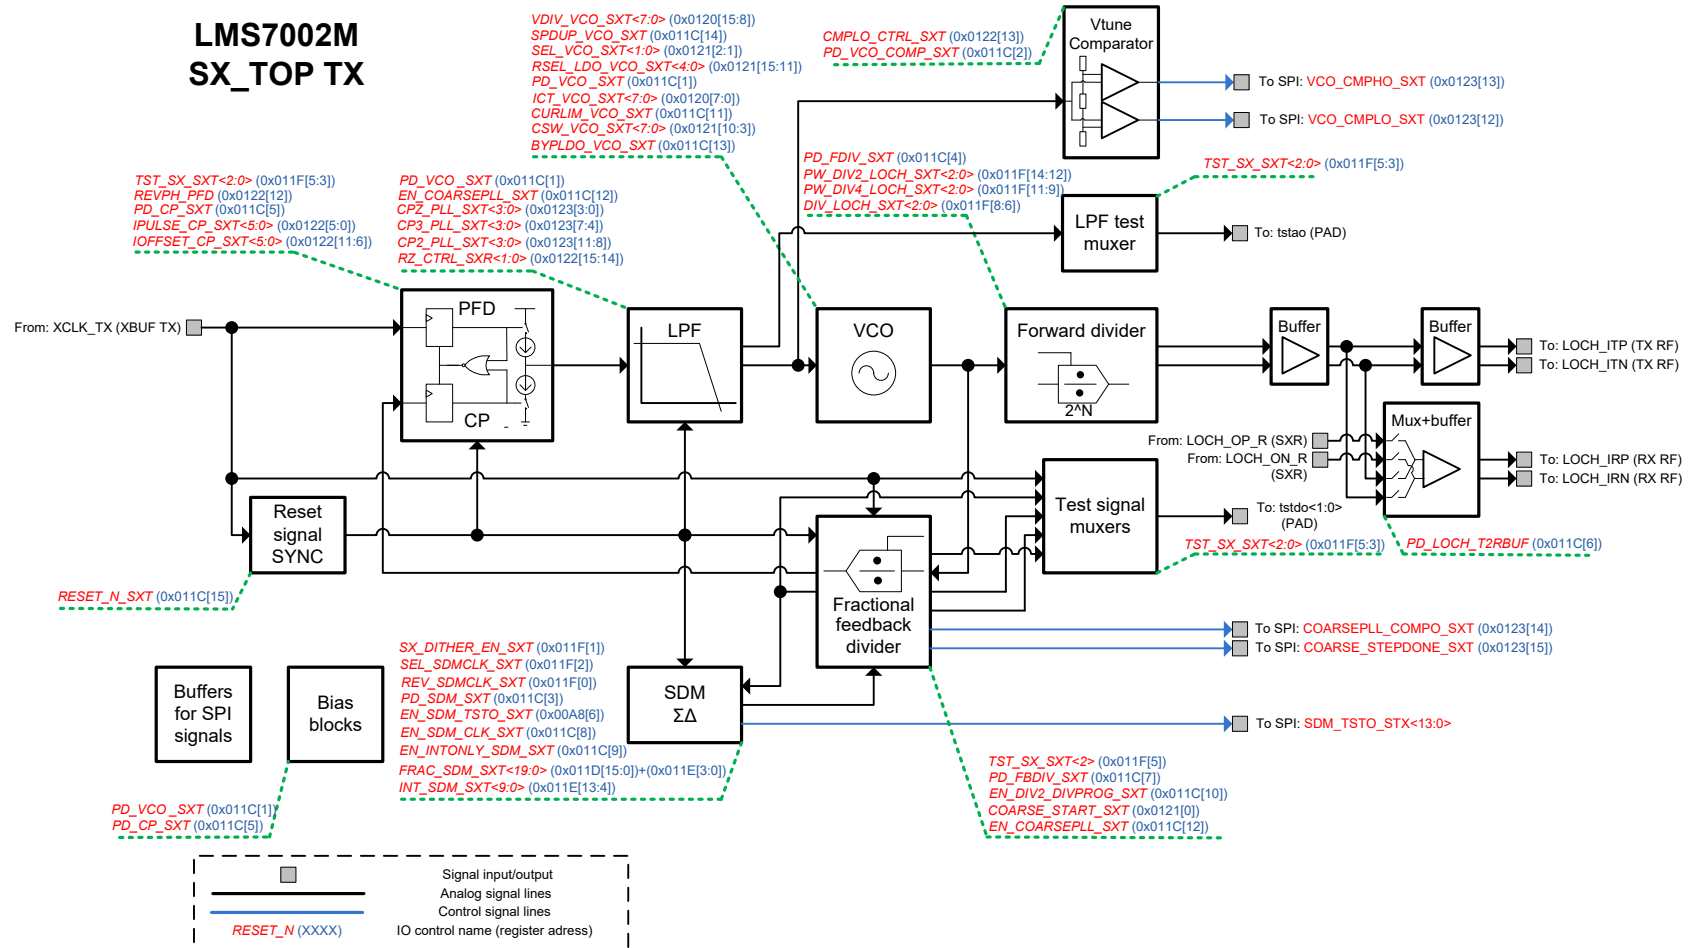 LMS7002M
SX_TOP TX
VDIV_VCO_SXT<7:0> (0x0120[15:8])
SPDUP_VCO_SXT (0x011C[14])
SEL_VCO_SXT<1:0> (0x0121[2:1])
RSEL_LDO_VCO_SXT<4:0> (0x0121[15:11])
PD_VCO_SXT (0x011C[1])
ICT_VCO_SXT<7:0> (0x0120[7:0])
CURLIM_VCO_SXT (0x011C[11])
CSW_VCO_SXT<7:0> (0x0121[10:3])
BYPLDO_VCO_SXT (0x011C[13])
CMPLO_CTRL_SXT (0x0122[13])
PD_VCO_COMP_SXT (0x011C[2])
Vtune
Comparator
To SPI: VCO_CMPHO_SXT (0x0123[13])
To SPI: VCO_CMPLO_SXT (0x0123[12])
PD_FDIV_SXT (0x011C[4])
PW_DIV2_LOCH_SXT<2:0> (0x011F[14:12])
PW_DIV4_LOCH_SXT<2:0> (0x011F[11:9])
DIV_LOCH_SXT<2:0> (0x011F[8:6])
TST_SX_SXT<2:0> (0x011F[5:3])
LPF test
muxer
To: tstao (PAD)
TST_SX_SXT<2:0> (0x011F[5:3])
REVPH_PFD (0x0122[12])
PD_CP_SXT (0x011C[5])
IPULSE_CP_SXT<5:0> (0x0122[5:0])
IOFFSET_CP_SXT<5:0> (0x0122[11:6])
PD_VCO_SXT (0x011C[1])
EN_COARSEPLL_SXT (0x011C[12])
CPZ_PLL_SXT<3:0> (0x0123[3:0])
CP3_PLL_SXT<3:0> (0x0123[7:4])
CP2_PLL_SXT<3:0> (0x0123[11:8])
RZ_CTRL_SXR<1:0> (0x0122[15:14])
From: XCLK_TX (XBUF TX)
PFD
CP
LPF
VCO
Forward divider
2^N
Buffer
Buffer
To: LOCH_ITP (TX RF)
To: LOCH_ITN (TX RF)
Mux+buffer
From: LOCH_OP_R (SXR)
From: LOCH_ON_R
(SXR)
To: LOCH_IRP (RX RF)
To: LOCH_IRN (RX RF)
PD_LOCH_T2RBUF (0x011C[6])
Reset
signal
SYNC
RESET_N_SXT (0x011C[15])
Test signal
muxers
To: tstdo<1:0>
(PAD)
TST_SX_SXT<2:0> (0x011F[5:3])
Fractional
feedback
divider
To SPI: COARSEPLL_COMPO_SXT (0x0123[14])
To SPI: COARSE_STEPDONE_SXT (0x0123[15])
SX_DITHER_EN_SXT (0x011F[1])
SEL_SDMCLK_SXT (0x011F[2])
REV_SDMCLK_SXT (0x011F[0])
PD_SDM_SXT (0x011C[3])
EN_SDM_TSTO_SXT (0x00A8[6])
EN_SDM_CLK_SXT (0x011C[8])
EN_INTONLY_SDM_SXT (0x011C[9])
FRAC_SDM_SXT<19:0> (0x011D[15:0])+(0x011E[3:0])
INT_SDM_SXT<9:0> (0x011E[13:4])
SDM
ΣΔ
To SPI: SDM_TSTO_STX<13:0>
Buffers
for SPI
signals
Bias
blocks
PD_VCO_SXT (0x011C[1])
PD_CP_SXT (0x011C[5])
TST_SX_SXT<2> (0x011F[5])
PD_FBDIV_SXT (0x011C[7])
EN_DIV2_DIVPROG_SXT (0x011C[10])
COARSE_START_SXT (0x0121[0])
EN_COARSEPLL_SXT (0x011C[12])
Signal input/output
Analog signal lines
Control signal lines
RESET_N (XXXX) IO control name (register adress)